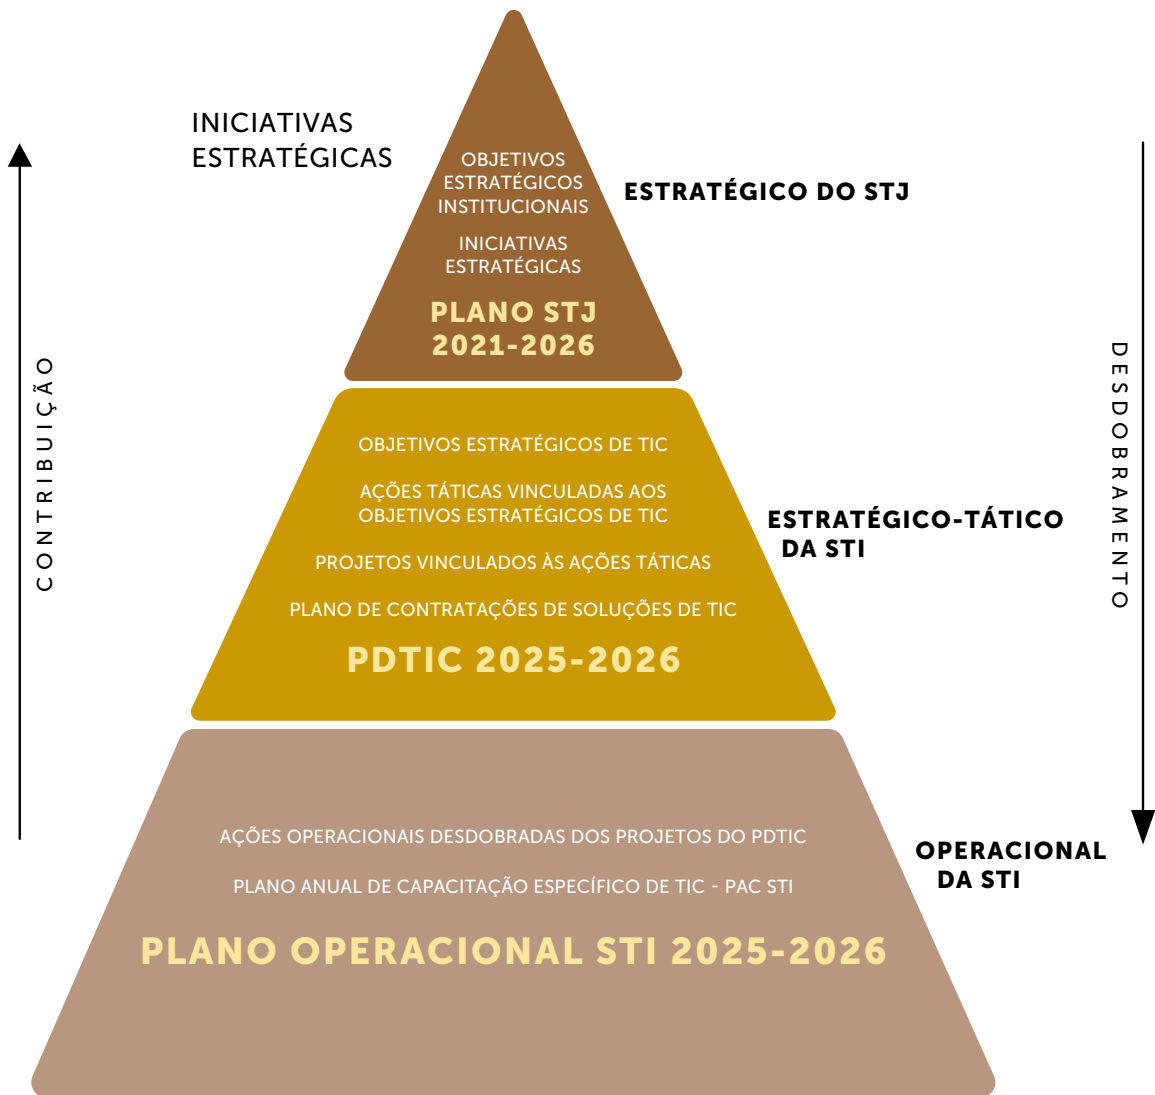 INICIATIVAS
ESTRATÉGICAS
OBJETIVOS
ESTRATÉGICOS
INSTITUCIONAIS
INICIATIVAS
ESTRATÉGICAS
PLANO STJ
2021-2026
ESTRATÉGICO DO STJ
CONTRIBUIÇÃO
DESDOBRAMENTO
OBJETIVOS ESTRATÉGICOS DE TIC
AÇÕES TÁTICAS VINCULADAS AOS
OBJETIVOS ESTRATÉGICOS DE TIC
PROJETOS VINCULADOS ÀS AÇÕES TÁTICAS
PLANO DE CONTRATAÇÕES DE SOLUÇÕES DE TIC
PDTIC 2025-2026
ESTRATÉGICO-TÁTICO
DA STI
AÇÕES OPERACIONAIS DESDOBRADAS DOS PROJETOS DO PDTIC
PLANO ANUAL DE CAPACITAÇÃO ESPECÍFICO DE TIC - PAC STI
PLANO OPERACIONAL STI 2025-2026
OPERACIONAL
DA STI